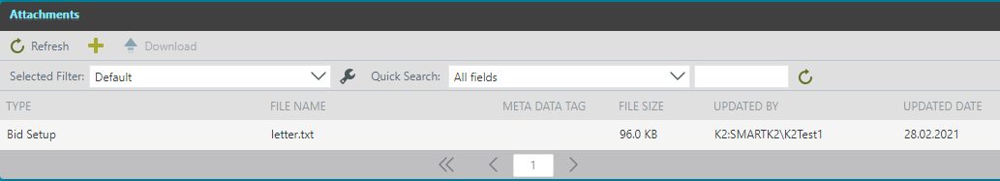 Attachments
Refresh Download
Selected Filter: Default Quick Search: All fields
TYPE FILE NAME META DATA TAG FILE SIZE UPDATED BY UPDATED DATE
Bid Setup letter.txt 96.0 KB K2:SMARTK2\K2Test1 28.02.2021
1